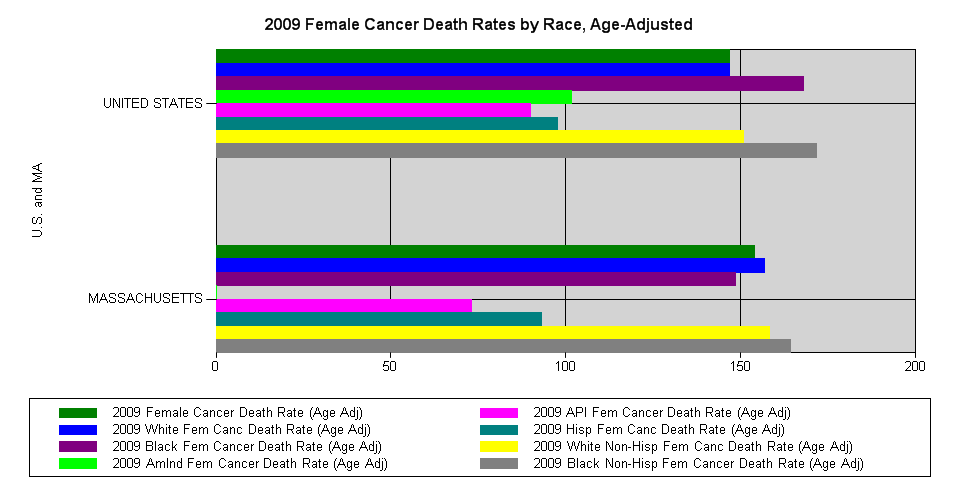 2009 Female Cancer Death Rates by Race, Age-Adjusted
U.S. and MA
UNITED STATES
MASSACHUSETTS
0 50 100 150 200
2009 Female Cancer Death Rate (Age Adj)
2009 White Fem Canc Death Rate (Age Adj)
2009 Black Fem Cancer Death Rate (Age Adj)
2009 AmInd Fem Cancer Death Rate (Age Adj)
2009 API Fem Cancer Death Rate (Age Adj)
2009 Hisp Fem Canc Death Rate (Age Adj)
2009 White Non-Hisp Fem Canc Death Rate (Age Adj)
2009 Black Non-Hisp Fem Cancer Death Rate (Age Adj)